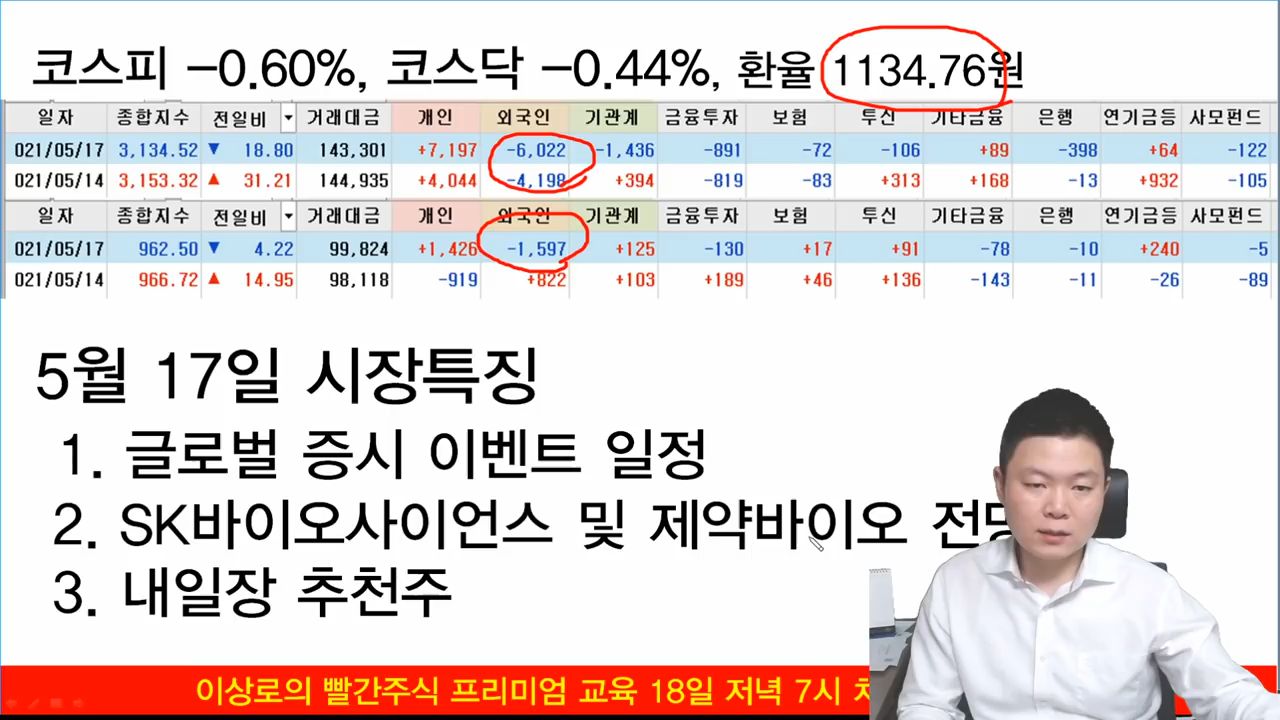 코스피 -0.60%, 코스닥 -0.44%, 환율 1134.76원
일자 종합지수 전일비 거래대금 개인 외국인 기관계 금융투자 보험 투신 기타금융 은행 연기금등 사모펀드
021/05/17 3,134.52 ▼ 18.80 143,301 +7,197 -6,022 -1,436 -891 -72 -106 +89 -398 +64 -122
021/05/14 3,153.32 ▲ 31.21 144,935 +4,044 -4,198 +394 -819 -83 +313 +168 -13 +932 -105
일자 종합지수 전일비 거래대금 개인 외국인 기관계 금융투자 보험 투신 기타금융 은행 연기금등 사모펀드
021/05/17 962.50 ▼ 4.22 99,824 +1,426 -1,597 +125 -130 +17 +91 -78 -10 +240 -5
021/05/14 966.72 ▲ 14.95 98,118 -919 +822 +103 +189 +46 +136 -143 -11 -26 -89
5월 17일 시장특징
1. 글로벌 증시 이벤트 일정
2. SK바이오사이언스 및 제약바이오
3. 내일장 추천주
이상로의 빨간주식 프리미엄 교육 18일 저녁 7시